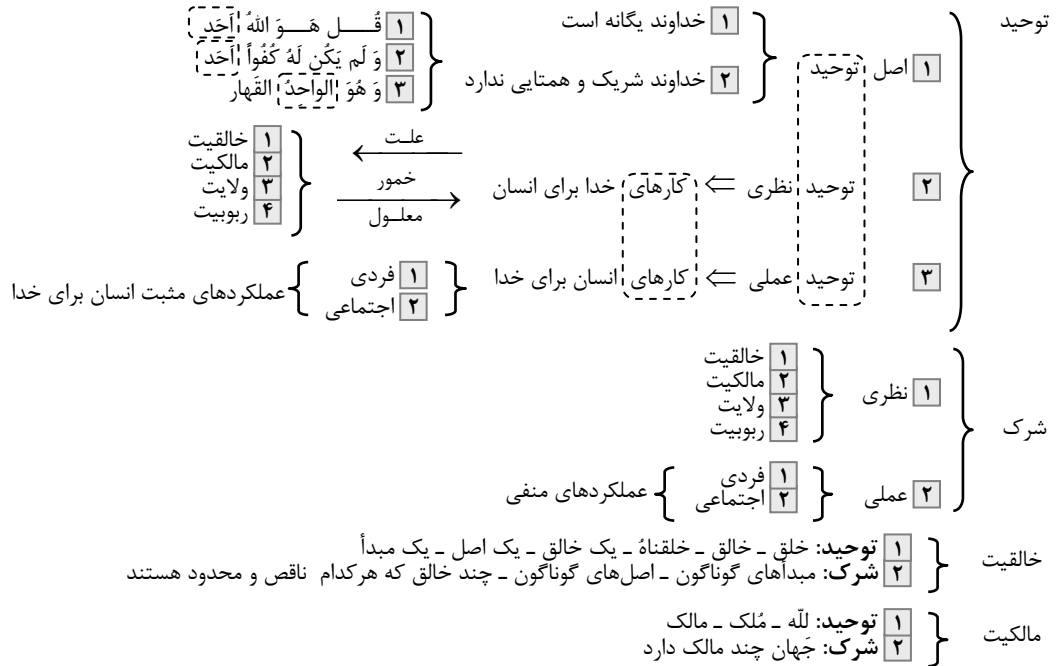 توحید
۱ اصل توحید
۱ خداوند یگانه است
۲ خداوند شریک و همتایی ندارد
۱ قُـــــل هَـــوَ اللهُ اَحَد
۲ وَ لَم یَکُن لَهُ کُفُواً اَحَد
۳ وَ هُوَ الواحدُ القَهار
۲ توحید نظری ⇐ کارهای خدا برای انسان
علـت
خمور
معلــول
۱ خالقیت
۲ مالکیت
۳ ولایت
۴ ربوبیت
۳ توحید عملی ⇐ کارهای انسان برای خدا
۱ فردی
۲ اجتماعی
عملکردهای مثبت انسان برای خدا
شرک
۱ نظری
۱ خالقیت
۲ مالکیت
۳ ولایت
۴ ربوبیت
۲ عملی
۱ فردی
۲ اجتماعی
عملکردهای منفی
خالقیت
۱ توحید: خلق ـ خالق ـ خلقناهُ ـ یک خالق ـ یک اصل ـ یک مبدأ
۲ شرک: مبدأهای گوناگون ـ اصل‌های گوناگون ـ چند خالق که هرکدام ناقص و محدود هستند
مالکیت
۱ توحید: للّه ـ مُلک ـ مالک
۲ شرک: جَهان چند مالک دارد